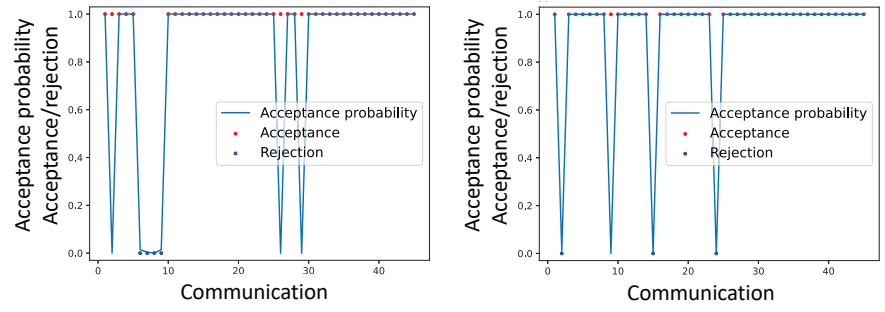 Acceptance probability
Acceptance/rejection
1.0
0.8
0.6
0.4
0.2
0.0
Acceptance probability
Acceptance
Rejection
0
10
20
30
40
Communication
Acceptance probability
Acceptance/rejection
1.0
0.8
0.6
0.4
0.2
0.0
Acceptance probability
Acceptance
Rejection
0
10
20
30
40
Communication